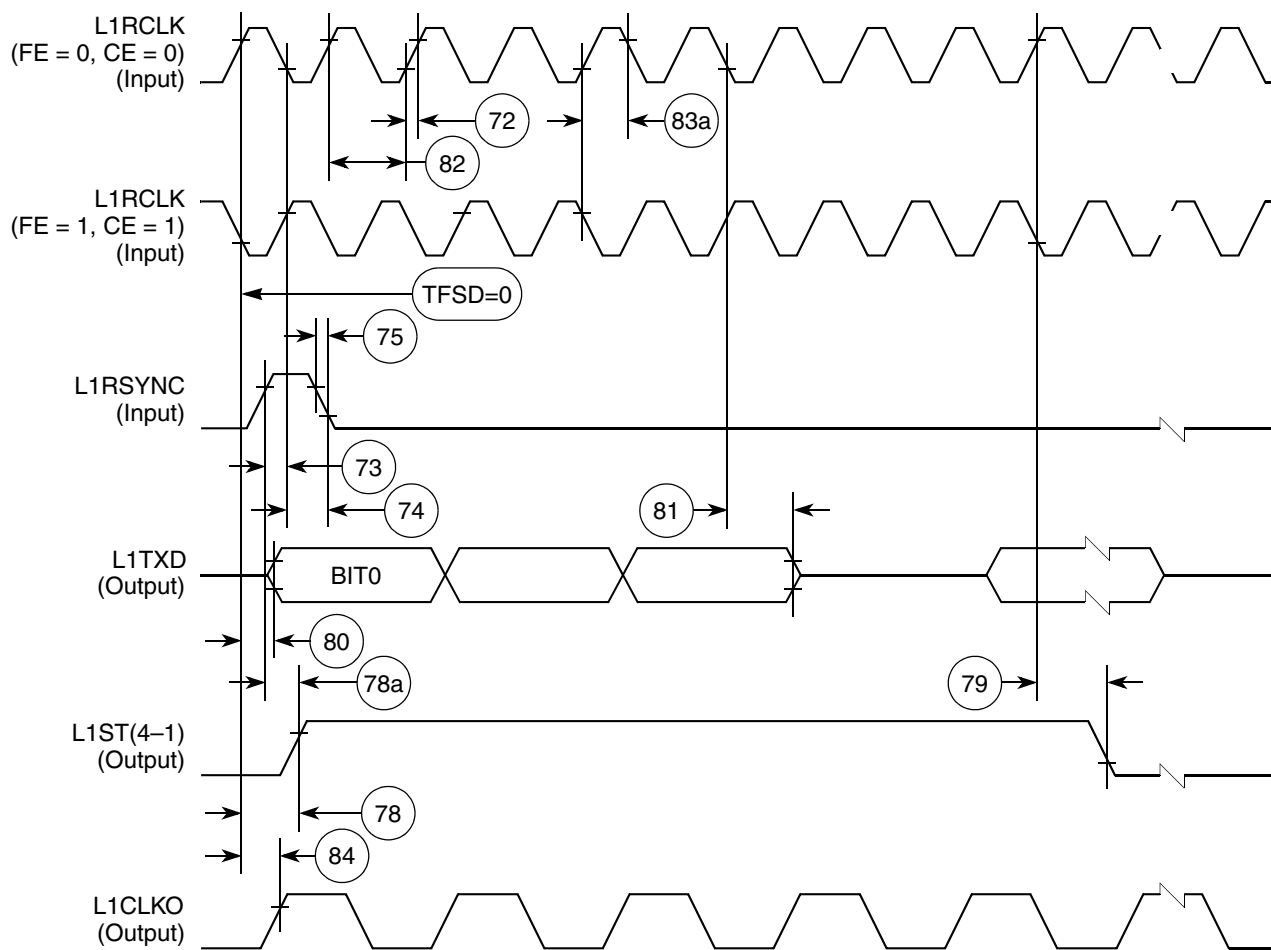 L1RCLK
(FE = 0, CE = 0)
(Input)
72
83a
82
L1RCLK
(FE = 1, CE = 1)
(Input)
TFSD=0
75
L1RSYNC
(Input)
73
74
81
L1TXD
(Output)
BIT0
80
78a
79
L1ST(4–1)
(Output)
78
84
L1CLKO
(Output)